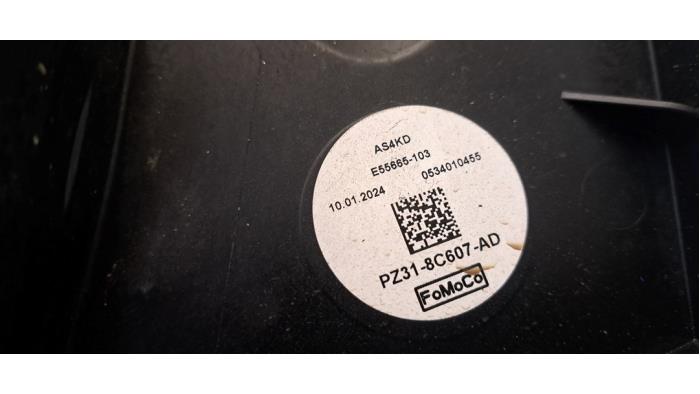 AS4KD
E55665-103
10.01.2024 0534010455
PZ31-8C607-AD
FoMoCo